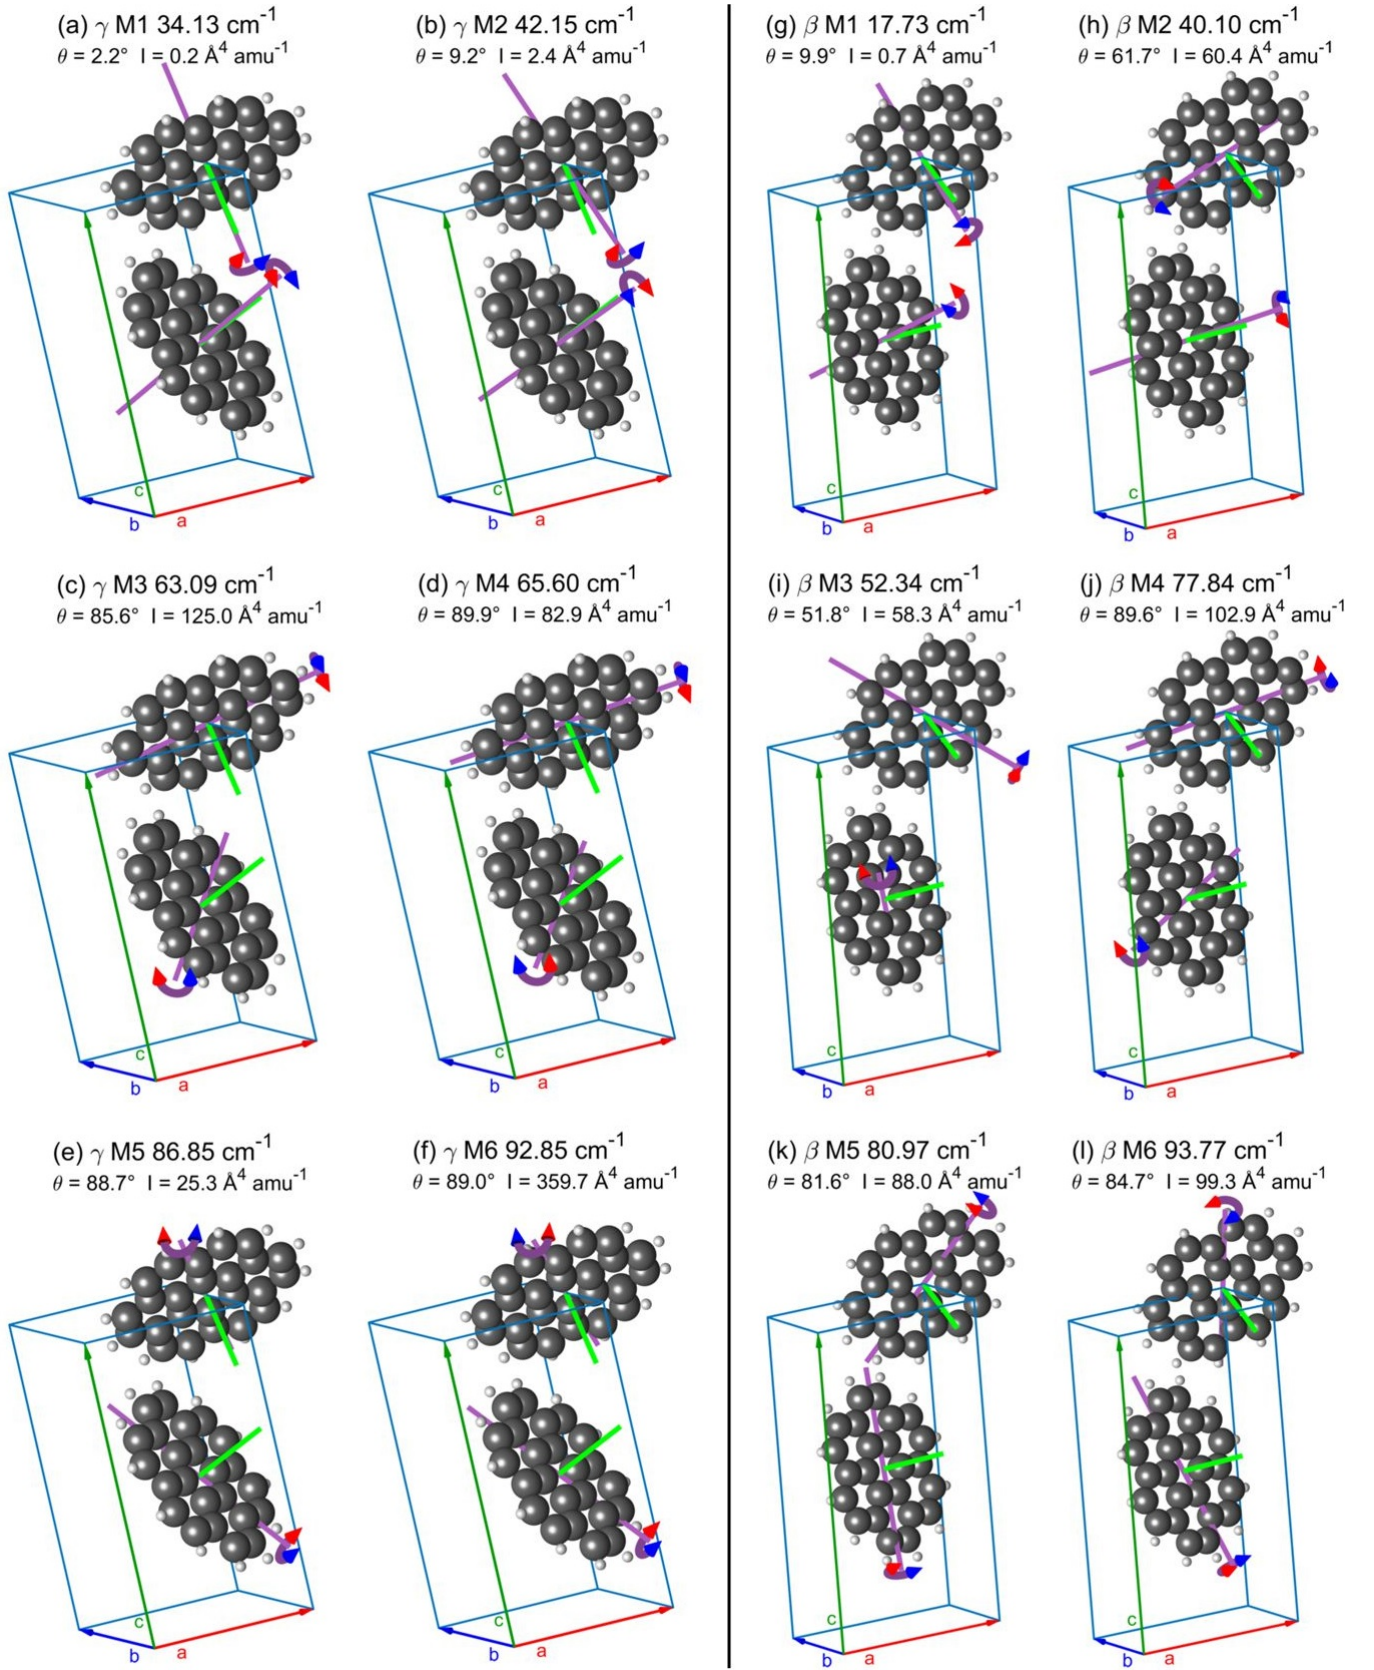 (a) γ M1 34.13 cm⁻¹
θ = 2.2° I = 0.2 Å⁴ amu⁻¹
c
b
a
(b) γ M2 42.15 cm⁻¹
θ = 9.2° I = 2.4 Å⁴ amu⁻¹
c
b
a
(g) β M1 17.73 cm⁻¹
θ = 9.9° I = 0.7 Å⁴ amu⁻¹
c
b
a
(h) β M2 40.10 cm⁻¹
θ = 61.7° I = 60.4 Å⁴ amu⁻¹
c
b
a
(c) γ M3 63.09 cm⁻¹
θ = 85.6° I = 125.0 Å⁴ amu⁻¹
c
b
a
(d) γ M4 65.60 cm⁻¹
θ = 89.9° I = 82.9 Å⁴ amu⁻¹
c
b
a
(i) β M3 52.34 cm⁻¹
θ = 51.8° I = 58.3 Å⁴ amu⁻¹
c
b
a
(j) β M4 77.84 cm⁻¹
θ = 89.6° I = 102.9 Å⁴ amu⁻¹
c
b
a
(e) γ M5 86.85 cm⁻¹
θ = 88.7° I = 25.3 Å⁴ amu⁻¹
c
b
a
(f) γ M6 92.85 cm⁻¹
θ = 89.0° I = 359.7 Å⁴ amu⁻¹
c
b
a
(k) β M5 80.97 cm⁻¹
θ = 81.6° I = 88.0 Å⁴ amu⁻¹
c
b
a
(l) β M6 93.77 cm⁻¹
θ = 84.7° I = 99.3 Å⁴ amu⁻¹
c
b
a